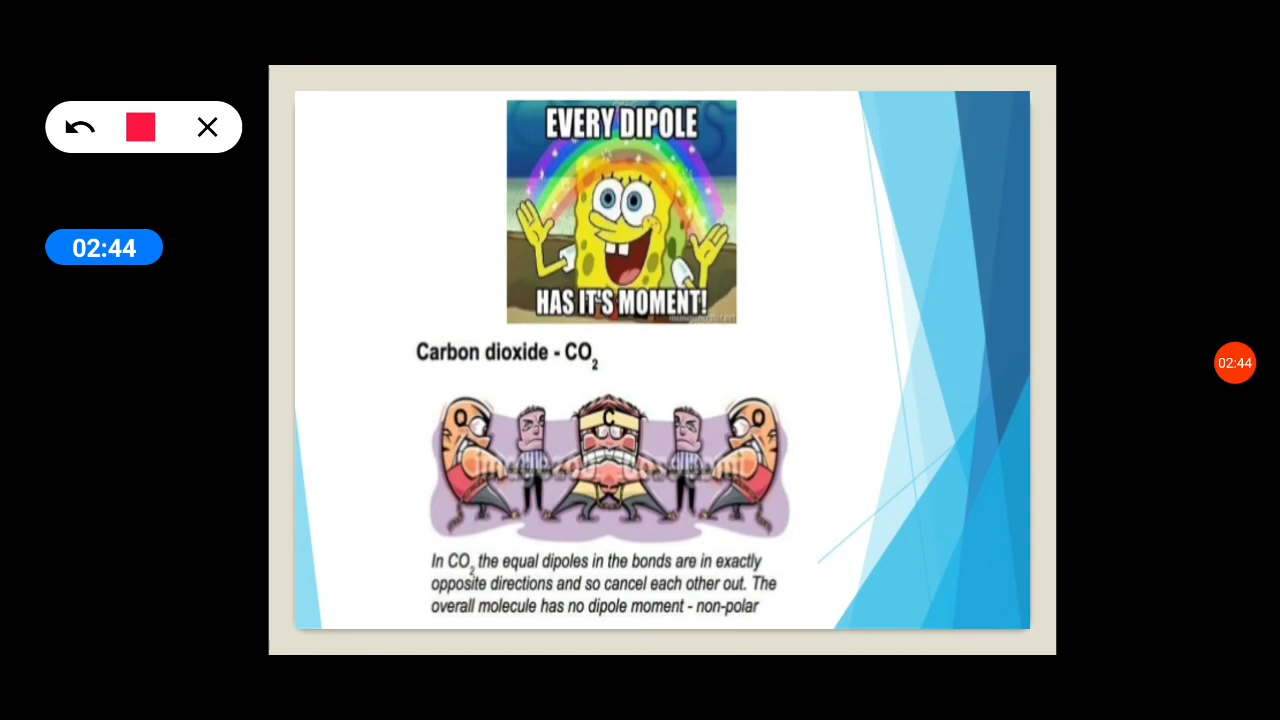 02:44
EVERY DIPOLE
HAS IT'S MOMENT!
Carbon dioxide - CO₂
O
C
O
In CO₂ the equal dipoles in the bonds are in exactly
opposite directions and so cancel each other out. The
overall molecule has no dipole moment - non-polar
02:44